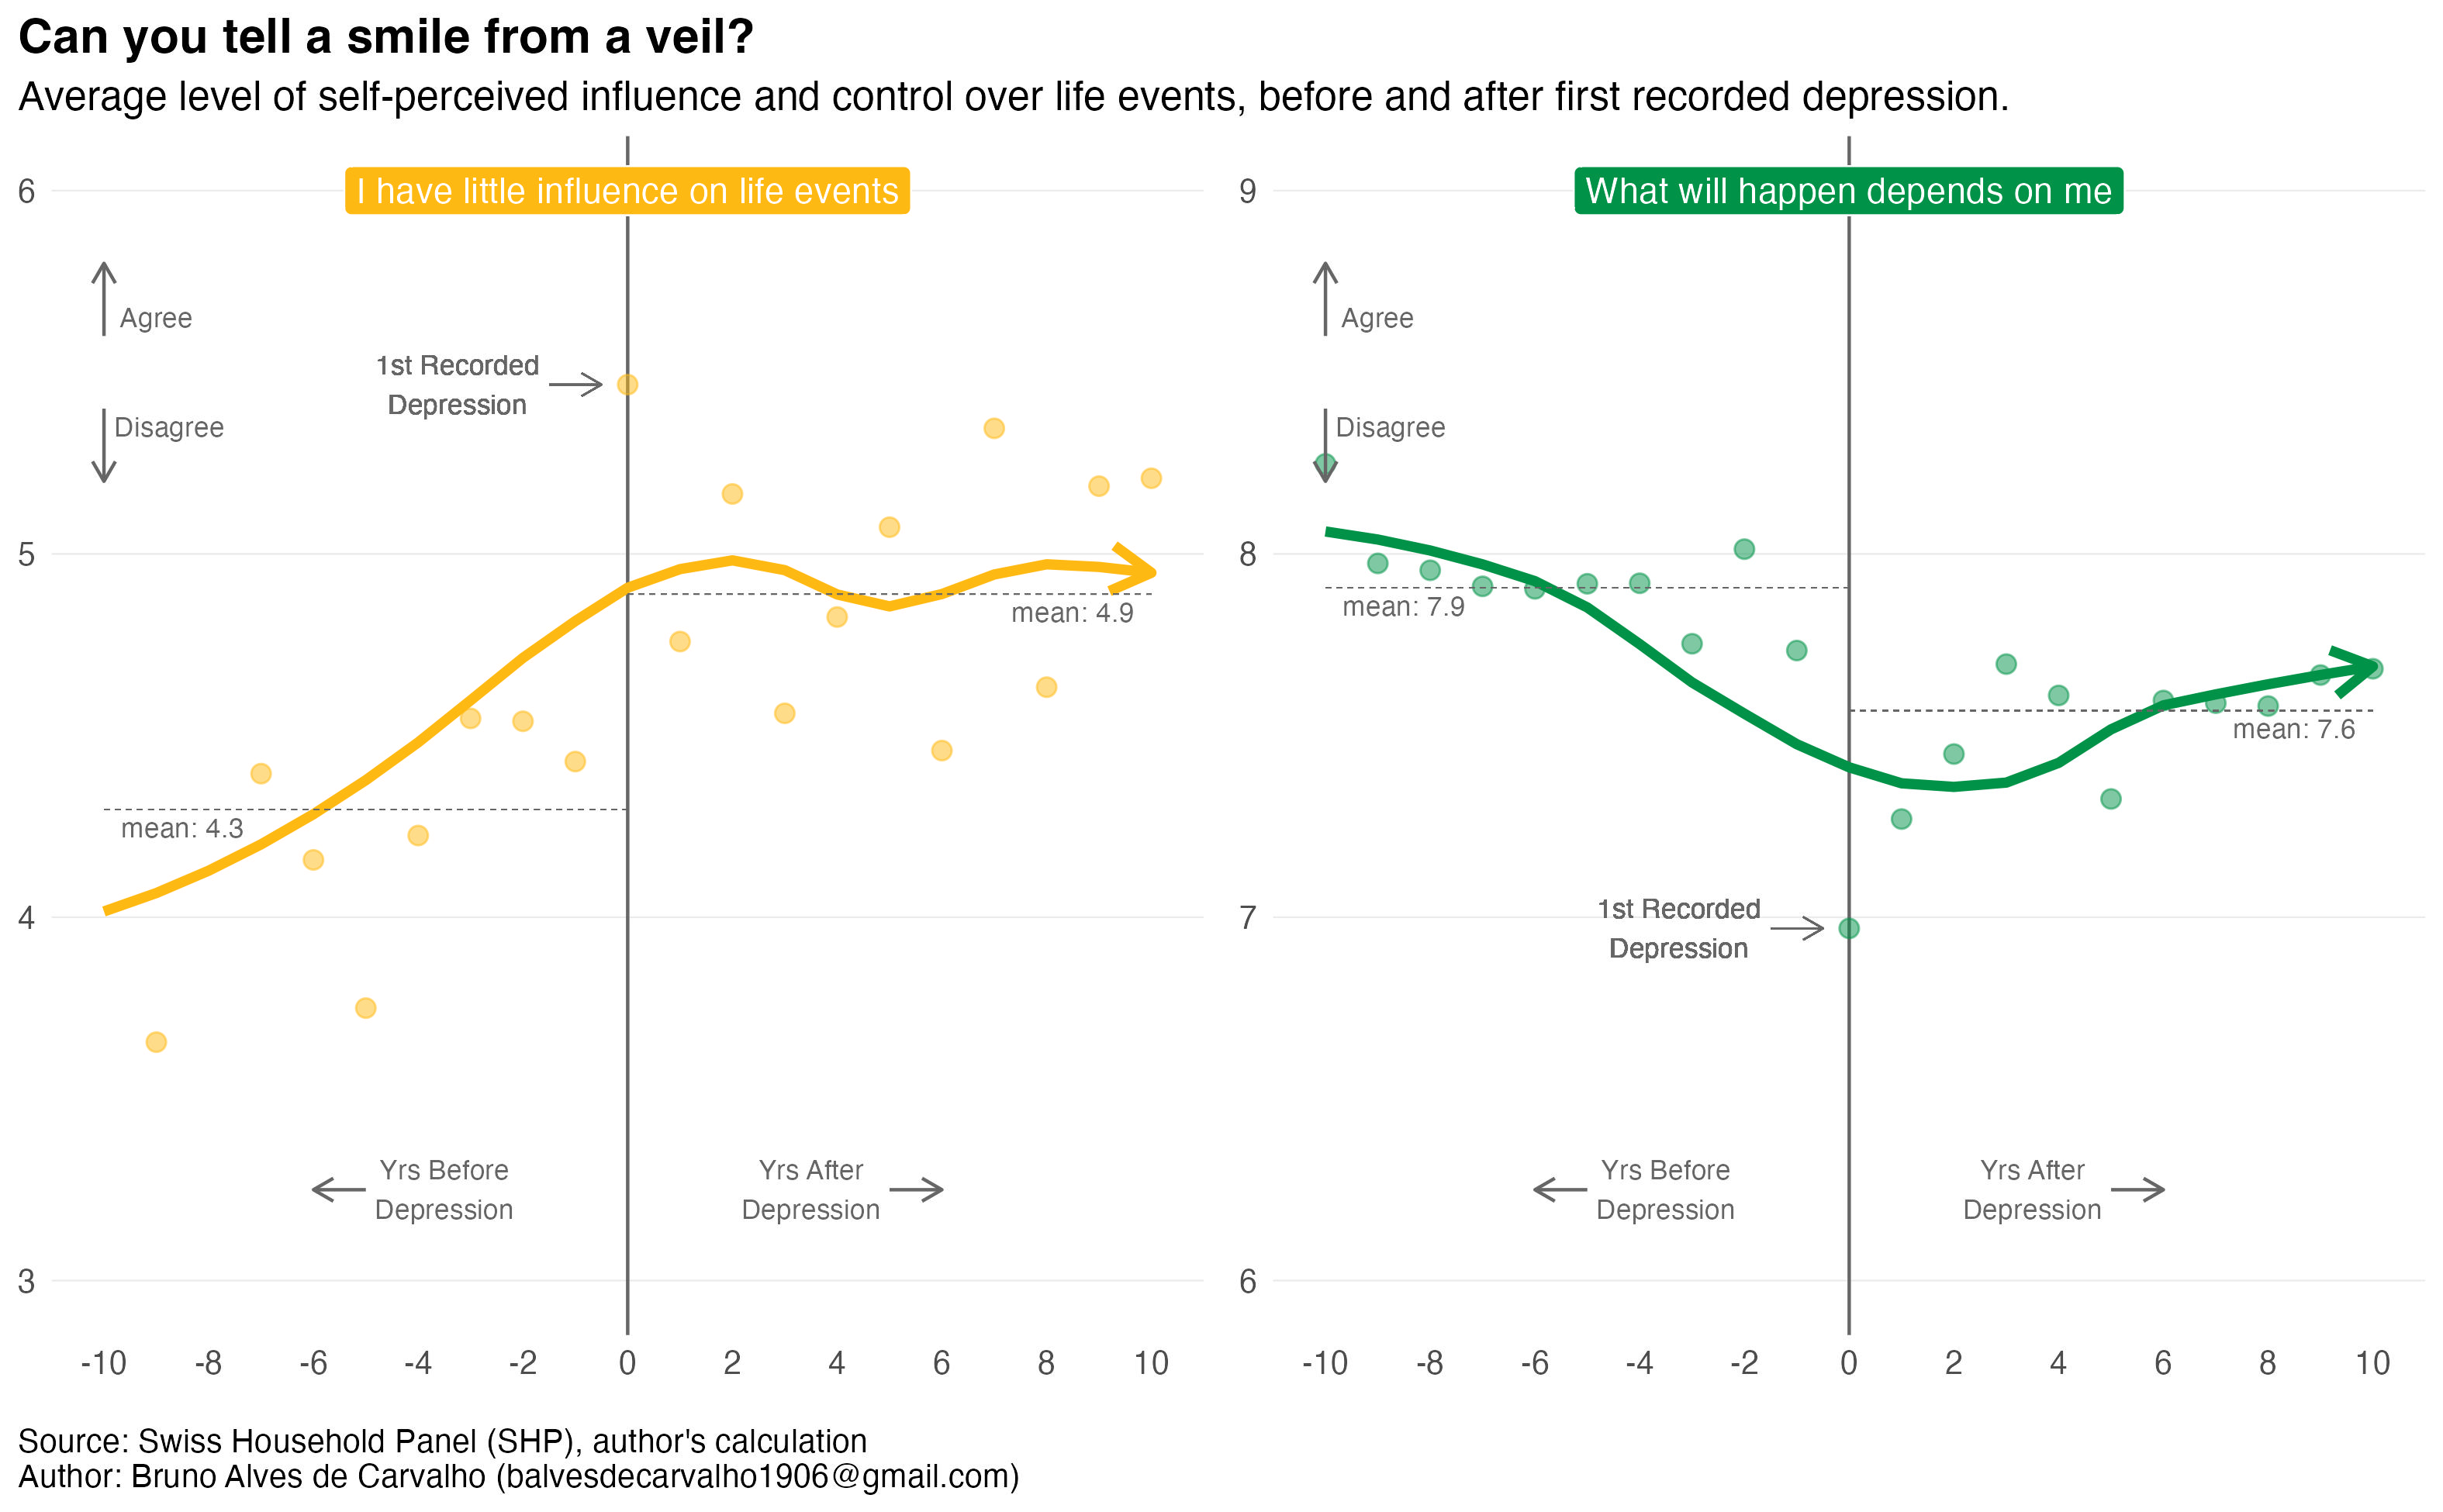 Can you tell a smile from a veil?
Average level of self-perceived influence and control over life events, before and after first recorded depression.
I have little influence on life events
6
5
4
3
Agree
Disagree
1st Recorded
Depression
mean: 4.3
mean: 4.9
Yrs Before
Depression
Yrs After
Depression
-10 -8 -6 -4 -2 0 2 4 6 8 10
What will happen depends on me
9
8
7
6
Agree
Disagree
mean: 7.9
mean: 7.6
1st Recorded
Depression
Yrs Before
Depression
Yrs After
Depression
-10 -8 -6 -4 -2 0 2 4 6 8 10
Source: Swiss Household Panel (SHP), author's calculation
Author: Bruno Alves de Carvalho (balvesdecarvalho1906@gmail.com)